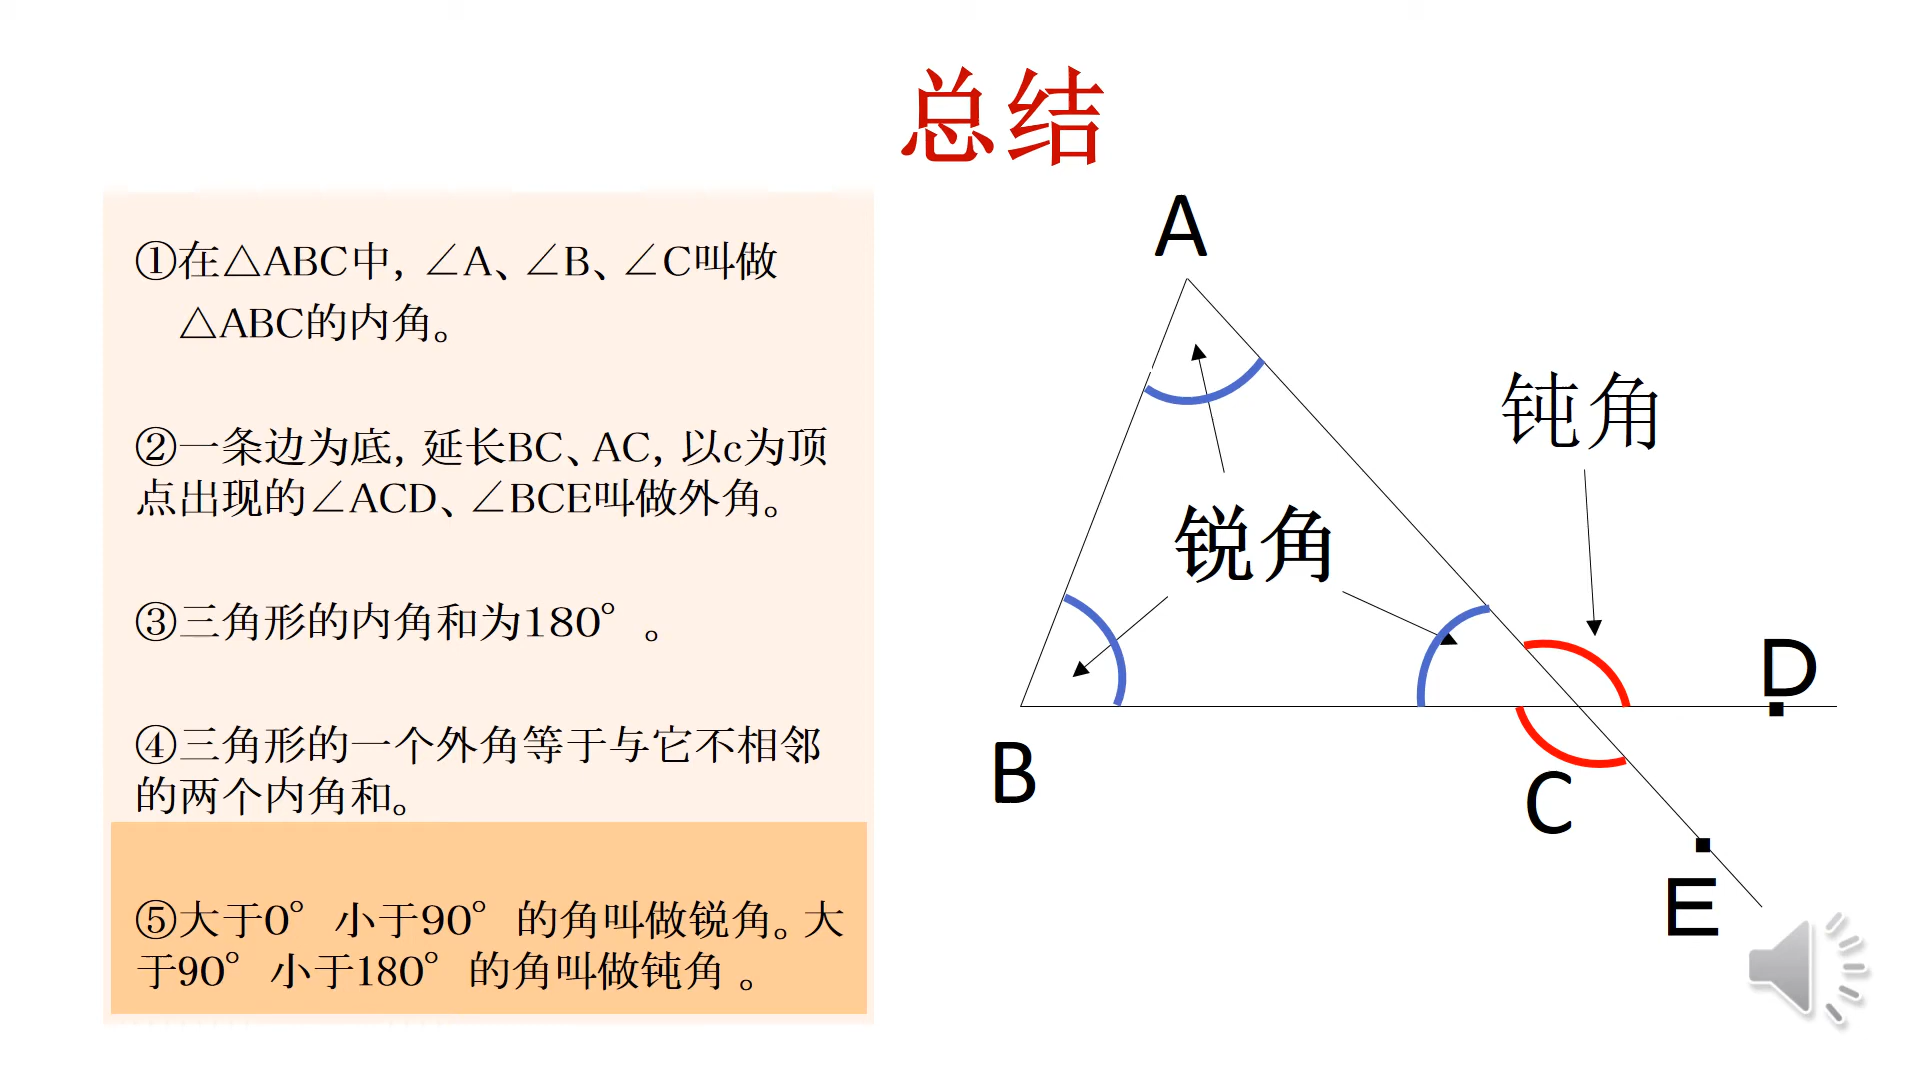 总结
①在△ABC中，∠A、∠B、∠C叫做
△ABC的内角。
②一条边为底，延长BC、AC，以c为顶
点出现的∠ACD、∠BCE叫做外角。
③三角形的内角和为180° 。
④三角形的一个外角等于与它不相邻
的两个内角和。
⑤大于0° 小于90° 的角叫做锐角。大
于90° 小于180° 的角叫做钝角 。
A
钝角
锐角
D
B
C
E